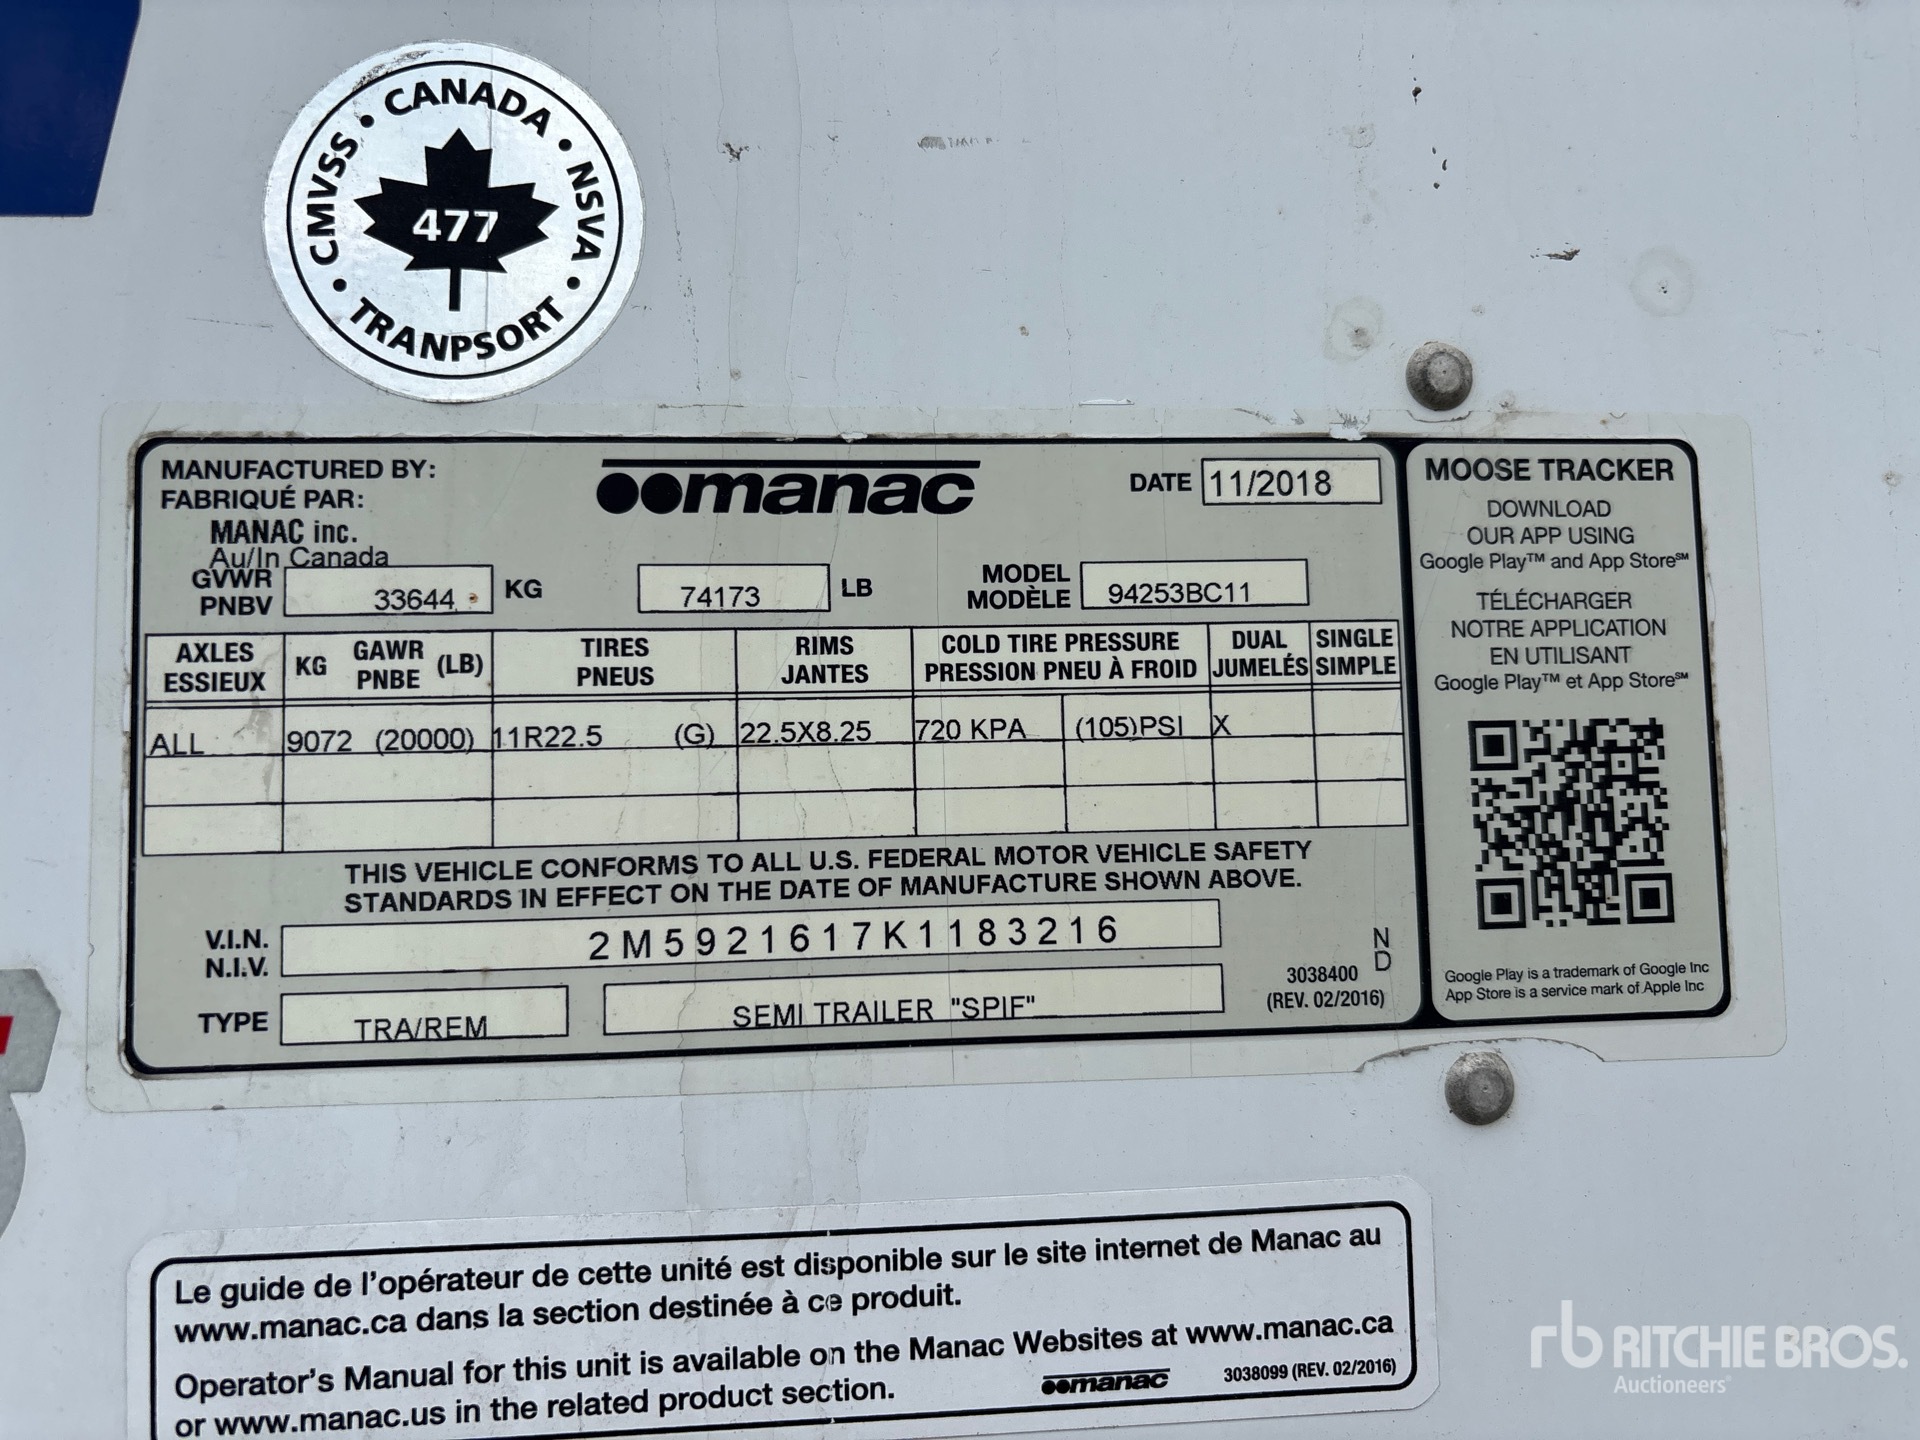 CANADA • NSVA • TRANPSORT • CMVSS •
477
MANUFACTURED BY:
FABRIQUÉ PAR:
MANAC inc.
Au/In Canada
manac
DATE 11/2018
GVWR
PNBV
33644 KG
74173 LB
MODEL
MODÈLE
94253BC11
AXLES
ESSIEUX
KG GAWR (LB)
PNBE
TIRES
PNEUS
RIMS
JANTES
COLD TIRE PRESSURE
PRESSION PNEU À FROID
DUAL
JUMELÉS
SINGLE
SIMPLE
ALL 9072 (20000) 11R22.5 (G) 22.5X8.25 720 KPA (105)PSI X
THIS VEHICLE CONFORMS TO ALL U.S. FEDERAL MOTOR VEHICLE SAFETY
STANDARDS IN EFFECT ON THE DATE OF MANUFACTURE SHOWN ABOVE.
V.I.N.
N.I.V.
2M5921617K1183216
N
D
TYPE TRA/REM SEMI TRAILER "SPIF"
3038400
(REV. 02/2016)
MOOSE TRACKER
DOWNLOAD
OUR APP USING
Google Play™ and App Store℠
TÉLÉCHARGER
NOTRE APPLICATION
EN UTILISANT
Google Play™ et App Store℠
Google Play is a trademark of Google Inc
App Store is a service mark of Apple Inc
Le guide de l'opérateur de cette unité est disponible sur le site internet de Manac au
www.manac.ca dans la section destinée à ce produit.
Operator's Manual for this unit is available on the Manac Websites at www.manac.ca
or www.manac.us in the related product section.
manac
3038099 (REV. 02/2016)
rb RITCHIE BROS.
Auctioneers